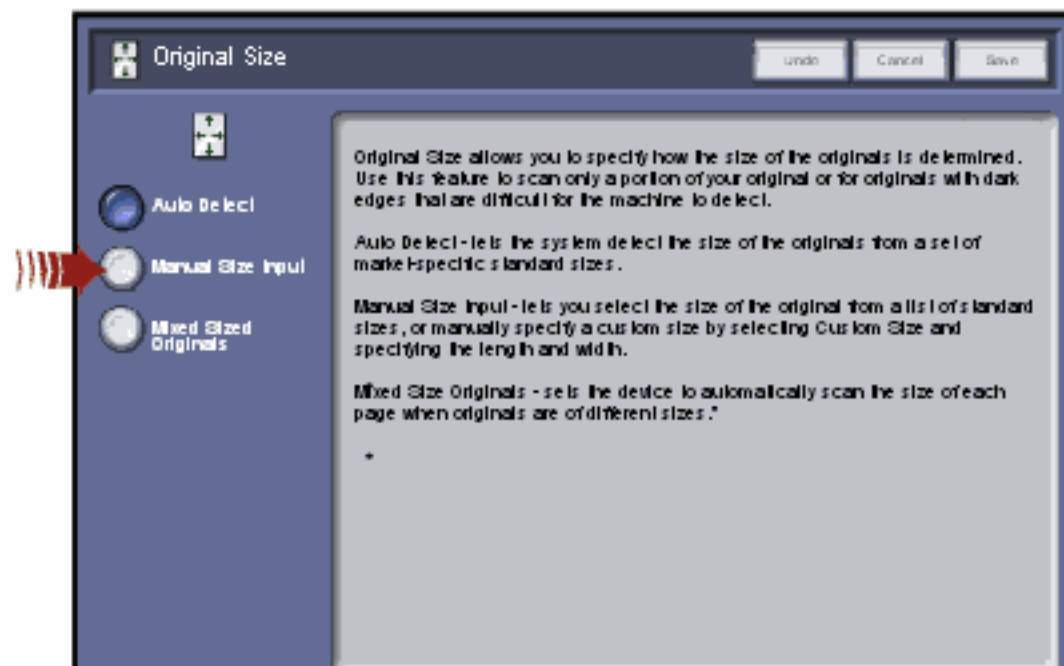 Original Size
Undo Cancel Save
Auto Detect
Manual Size Input
Mixed Sized
Originals
Original Size allows you to specify how the size of the originals is determined.
Use this feature to scan only a portion of your original or for originals with dark
edges that are difficult for the machine to detect.
Auto Detect - lets the system detect the size of the originals from a set of
market-specific standard sizes.
Manual Size Input - lets you select the size of the original from a list of standard
sizes, or manually specify a custom size by selecting Custom Size and
specifying the length and width.
Mixed Size Originals - sets the device to automatically scan the size of each
page when originals are of different sizes."